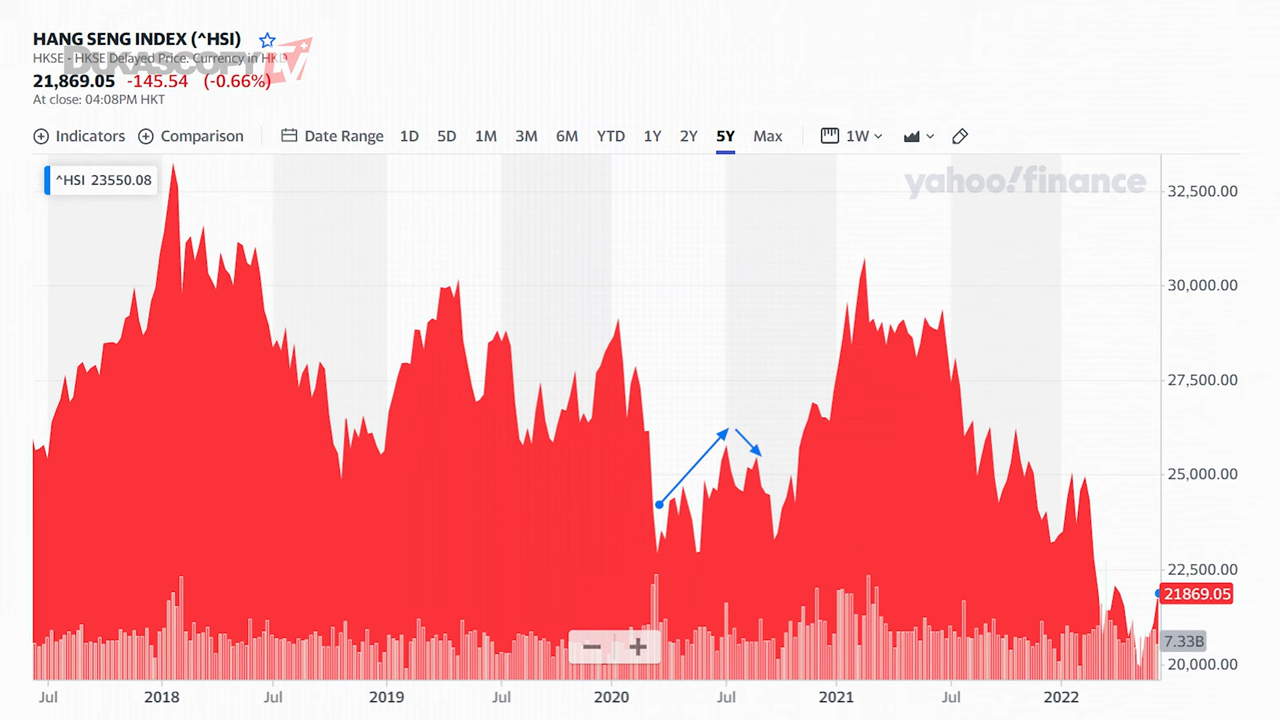 HANG SENG INDEX (^HSI)
HKSE - HKSE Delayed Price. Currency in HKD
DUKASCOPY TV
21,869.05 -145.54 (-0.66%)
At close: 04:08PM HKT
Indicators Comparison Date Range 1D 5D 1M 3M 6M YTD 1Y 2Y 5Y Max 1W
^HSI 23550.08
yahoo!finance
32,500.00
30,000.00
27,500.00
25,000.00
22,500.00
21869.05
7.33B
20,000.00
Jul 2018 Jul 2019 Jul 2020 Jul 2021 Jul 2022